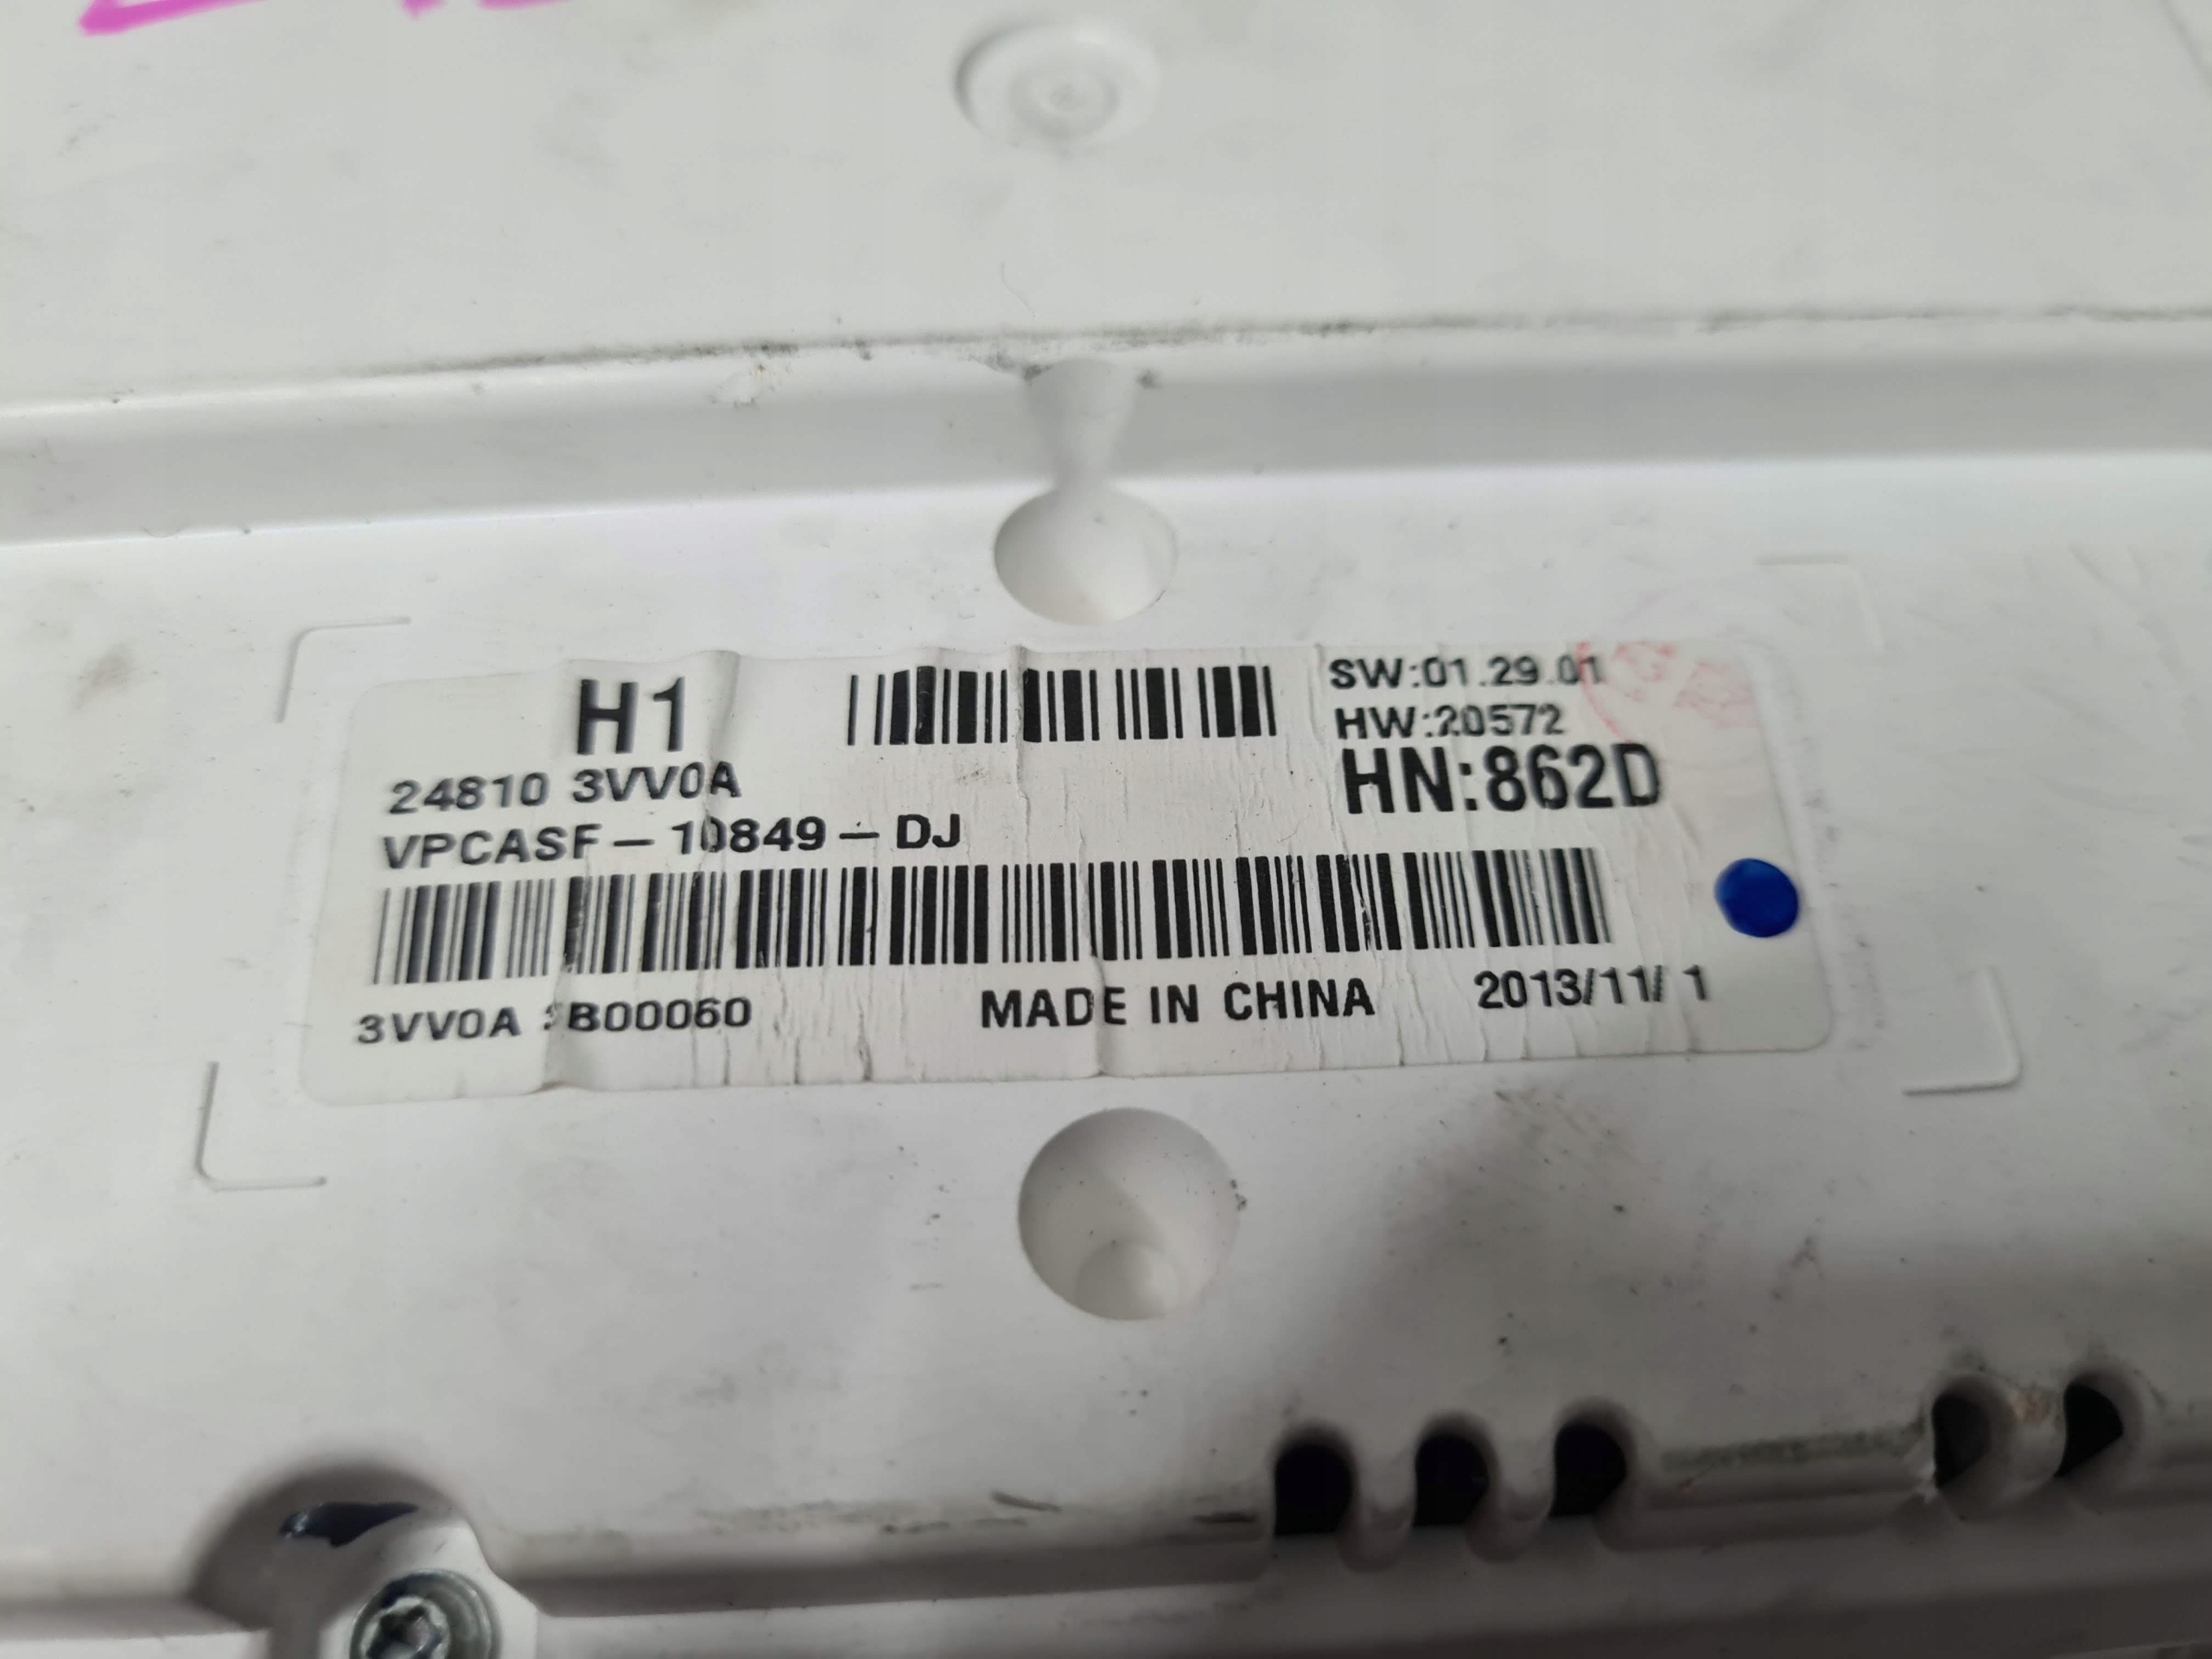 H1
SW:01.29.01
HW:20572
24810 3VV0A
HN:862D
VPCASF-10849-DJ
3VV0A
MADE IN CHINA
2013/11/ 1